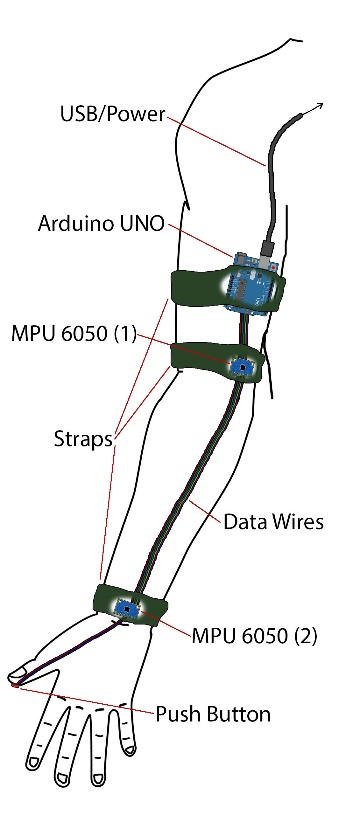 USB/Power
Arduino UNO
MPU 6050 (1)
Straps
Data Wires
MPU 6050 (2)
Push Button